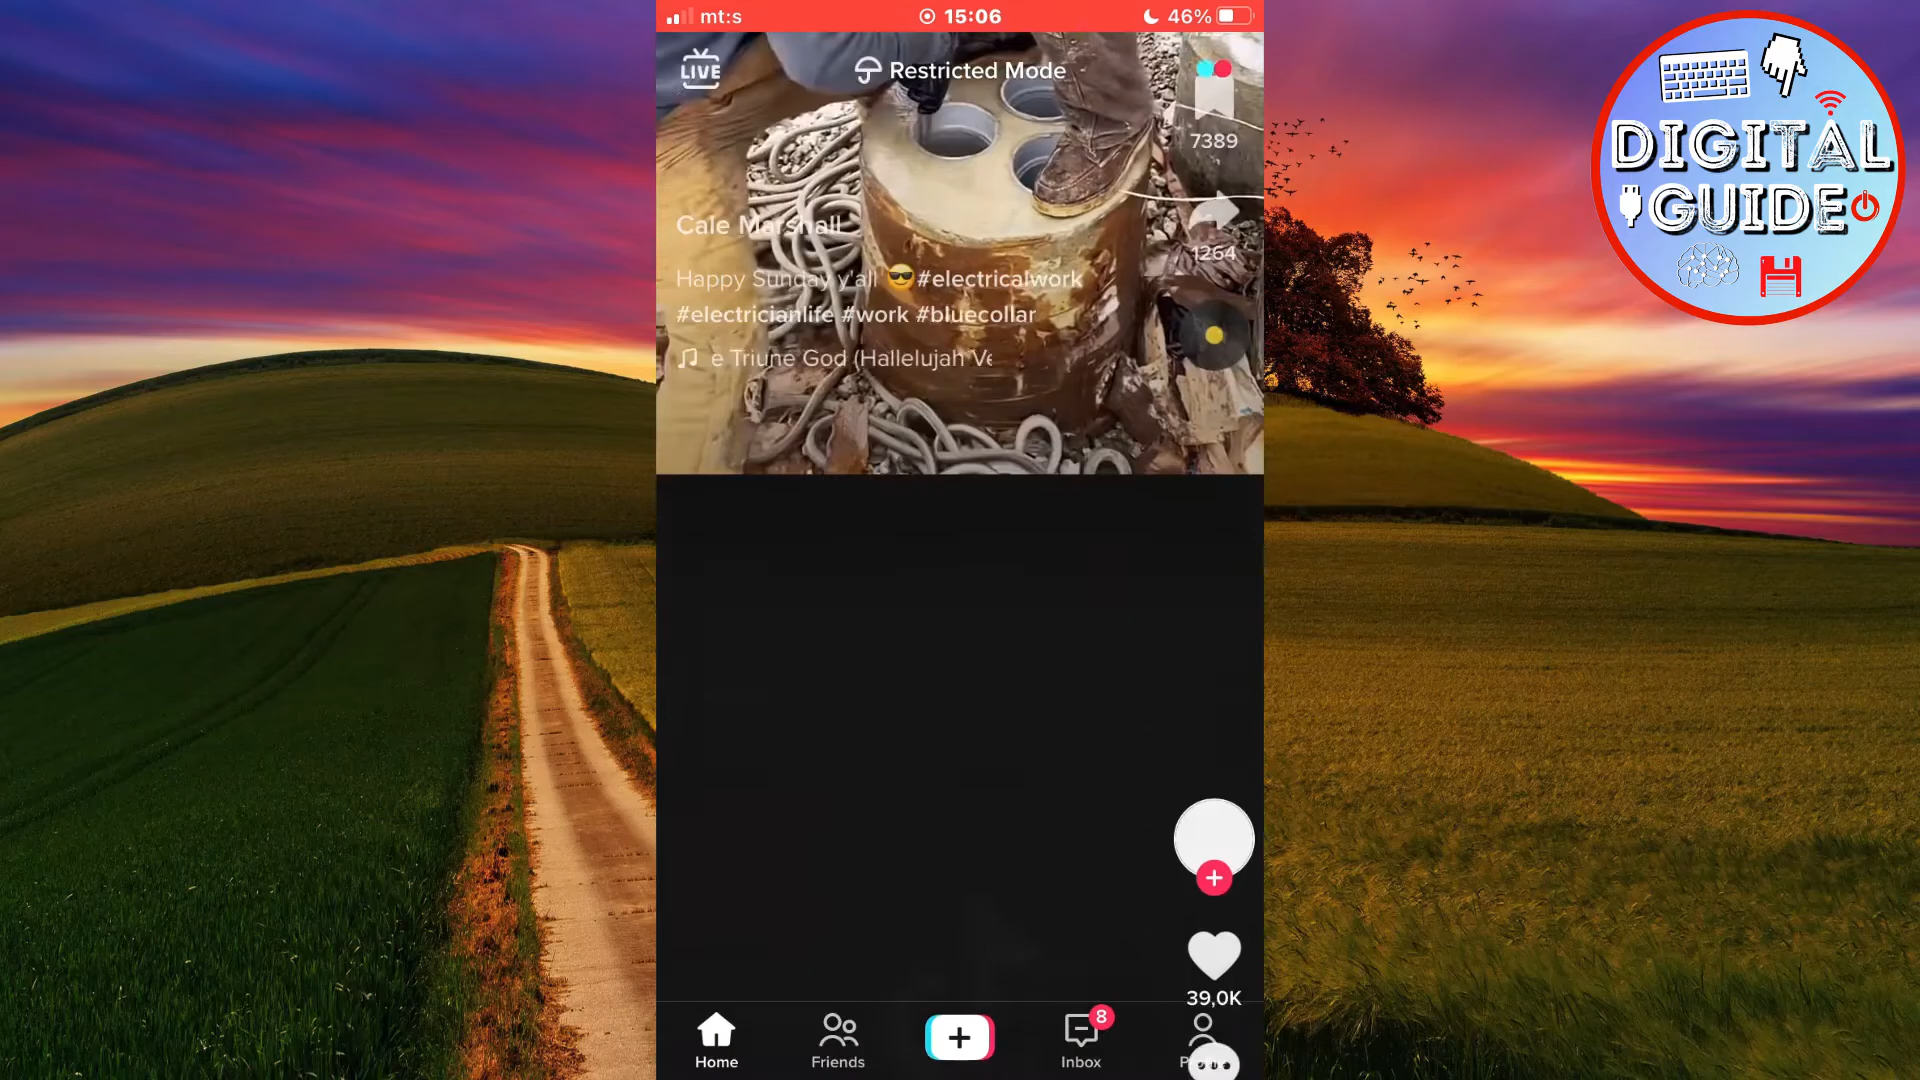 mt:s
15:06
46%
LIVE
Restricted Mode
7389
1264
Cale Marshall
Happy Sunday y'all 😎 #electricalwork
#electricianlife #work #bluecollar
e Triune God (Hallelujah Ve
39,0K
Home
Friends
8
Inbox
DIGITAL
GUIDE